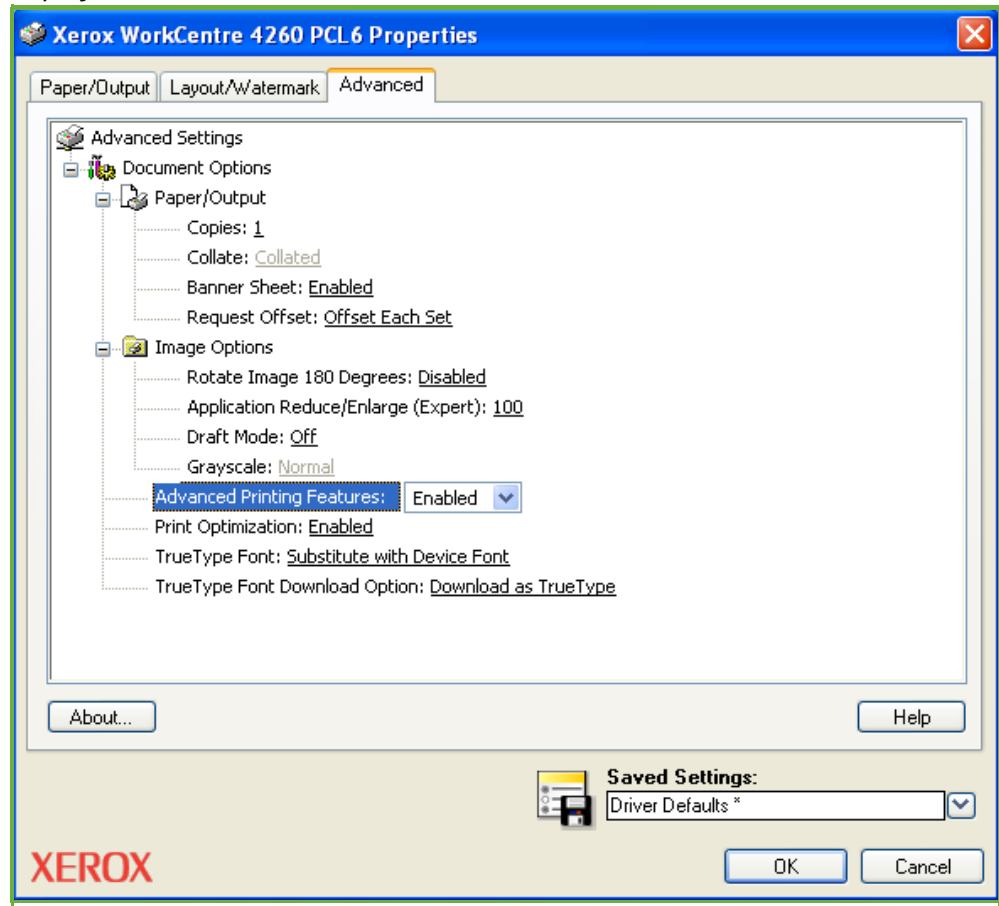 Xerox WorkCentre 4260 PCL6 Properties
Paper/Output Layout/Watermark Advanced
Advanced Settings
Document Options
Paper/Output
Copies: 1
Collate: Collated
Banner Sheet: Enabled
Request Offset: Offset Each Set
Image Options
Rotate Image 180 Degrees: Disabled
Application Reduce/Enlarge (Expert): 100
Draft Mode: Off
Grayscale: Normal
Advanced Printing Features: Enabled
Print Optimization: Enabled
TrueType Font: Substitute with Device Font
TrueType Font Download Option: Download as TrueType
About... Help
Saved Settings:
Driver Defaults *
XEROX OK Cancel